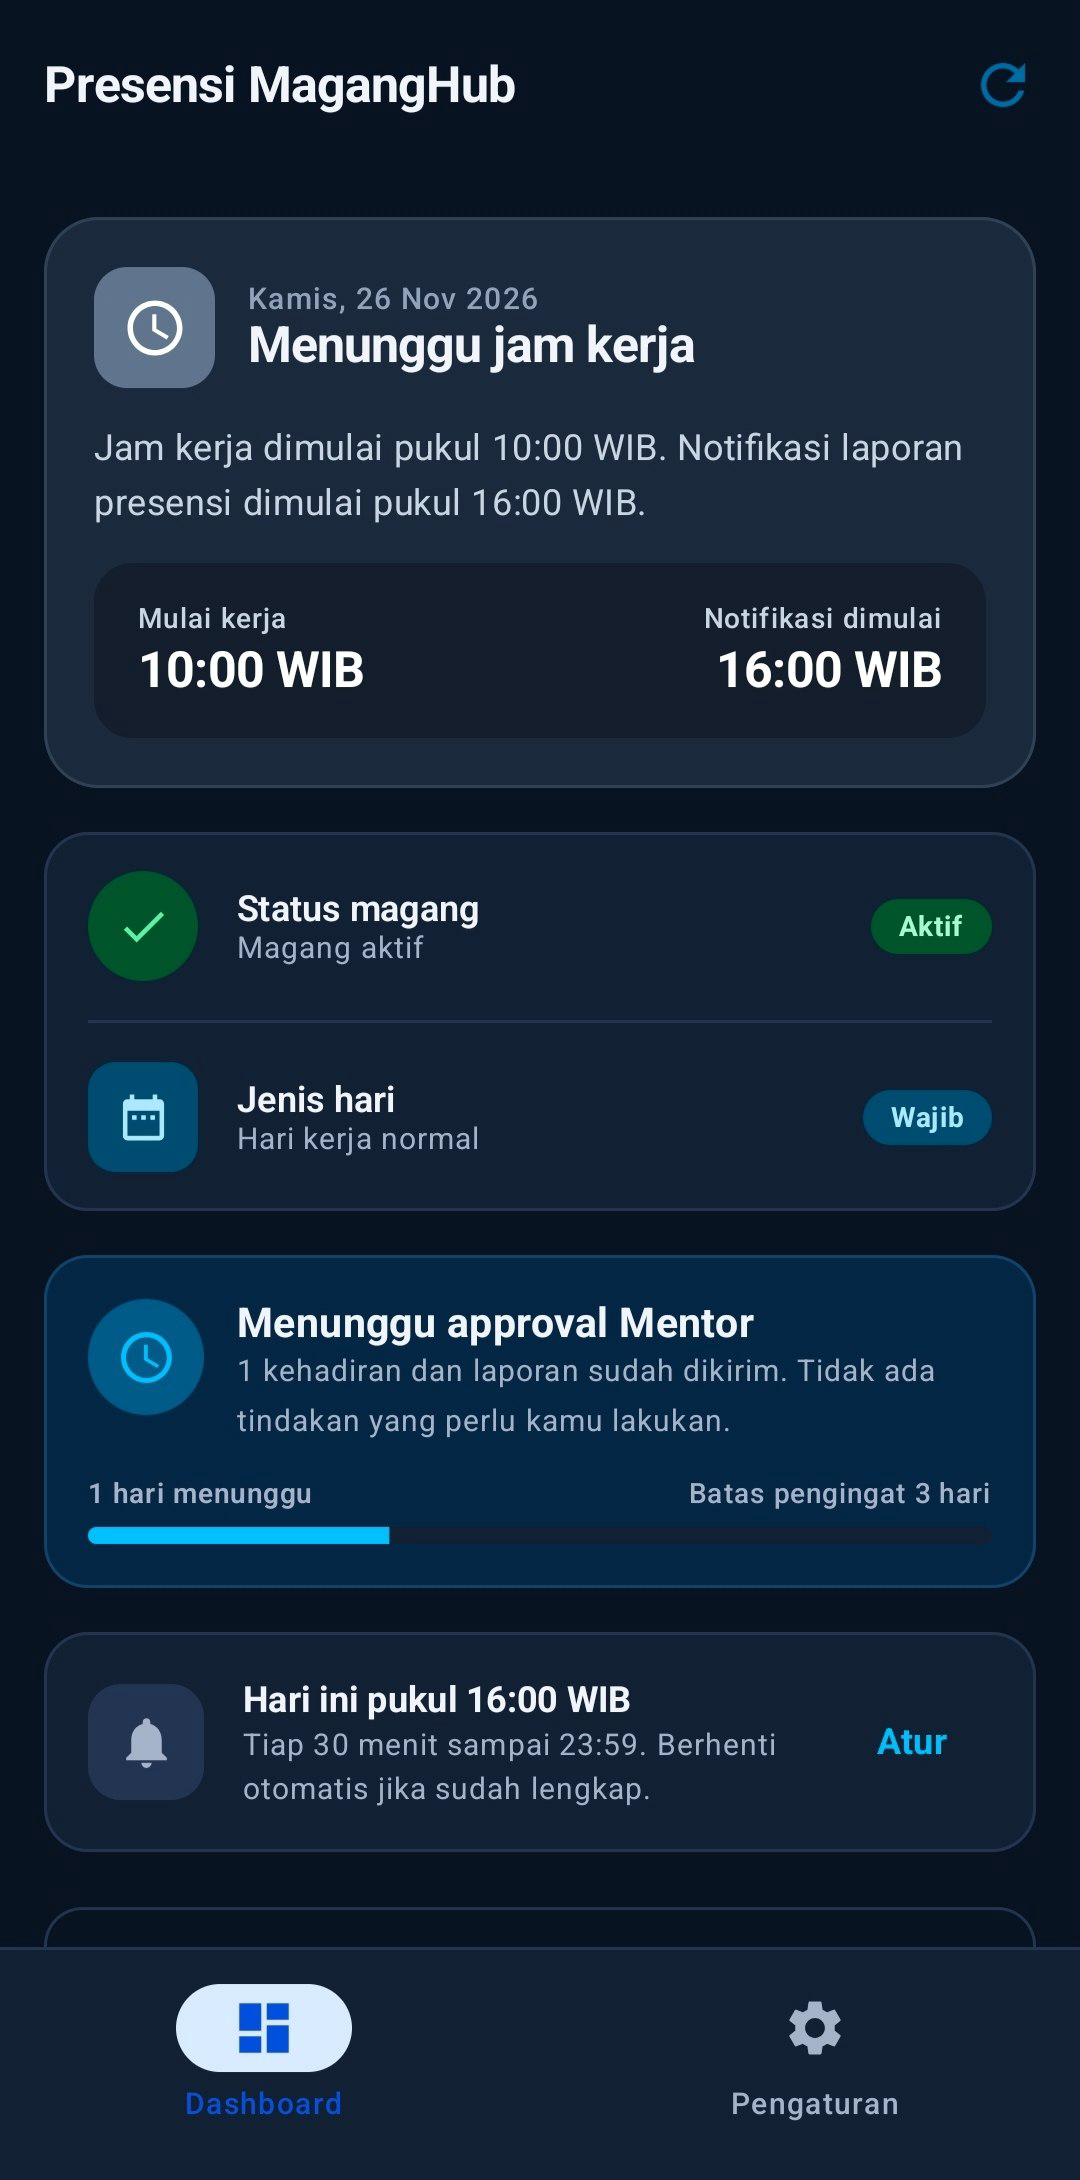 Presensi MagangHub
Kamis, 26 Nov 2026
Menunggu jam kerja
Jam kerja dimulai pukul 10:00 WIB. Notifikasi laporan
presensi dimulai pukul 16:00 WIB.
Mulai kerja
10:00 WIB
Notifikasi dimulai
16:00 WIB
Status magang
Magang aktif
Aktif
Jenis hari
Hari kerja normal
Wajib
Menunggu approval Mentor
1 kehadiran dan laporan sudah dikirim. Tidak ada
tindakan yang perlu kamu lakukan.
1 hari menunggu
Batas pengingat 3 hari
Hari ini pukul 16:00 WIB
Tiap 30 menit sampai 23:59. Berhenti
otomatis jika sudah lengkap.
Atur
Dashboard
Pengaturan